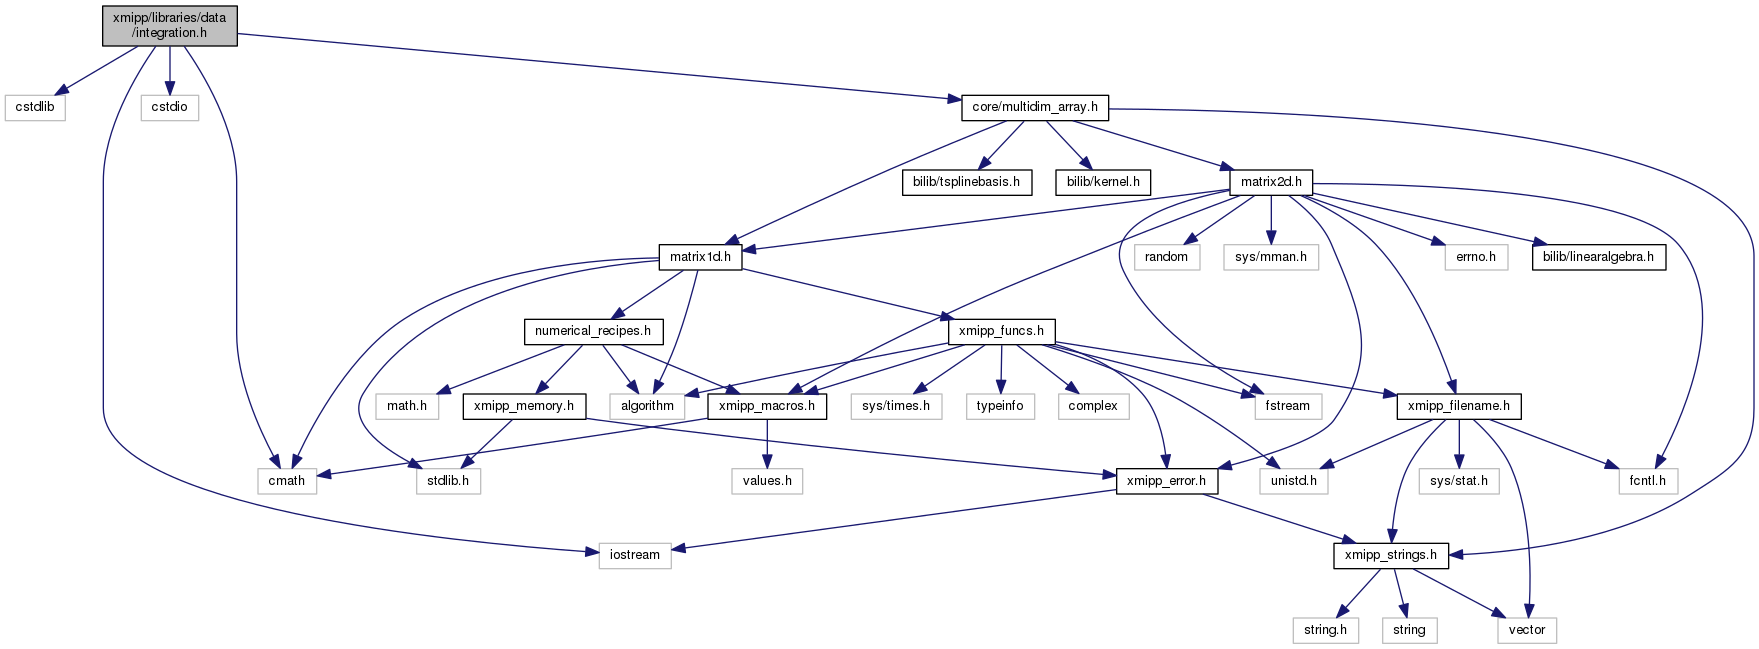 xmipp/libraries/data
/integration.h
cstdlib
cstdio
core/multidim_array.h
bilib/tsplinebasis.h
bilib/kernel.h
matrix2d.h
matrix1d.h
random
sys/mman.h
errno.h
bilib/linearalgebra.h
numerical_recipes.h
xmipp_funcs.h
math.h
xmipp_memory.h
algorithm
xmipp_macros.h
sys/times.h
typeinfo
complex
fstream
xmipp_filename.h
cmath
stdlib.h
values.h
xmipp_error.h
unistd.h
sys/stat.h
fcntl.h
iostream
xmipp_strings.h
string.h
string
vector